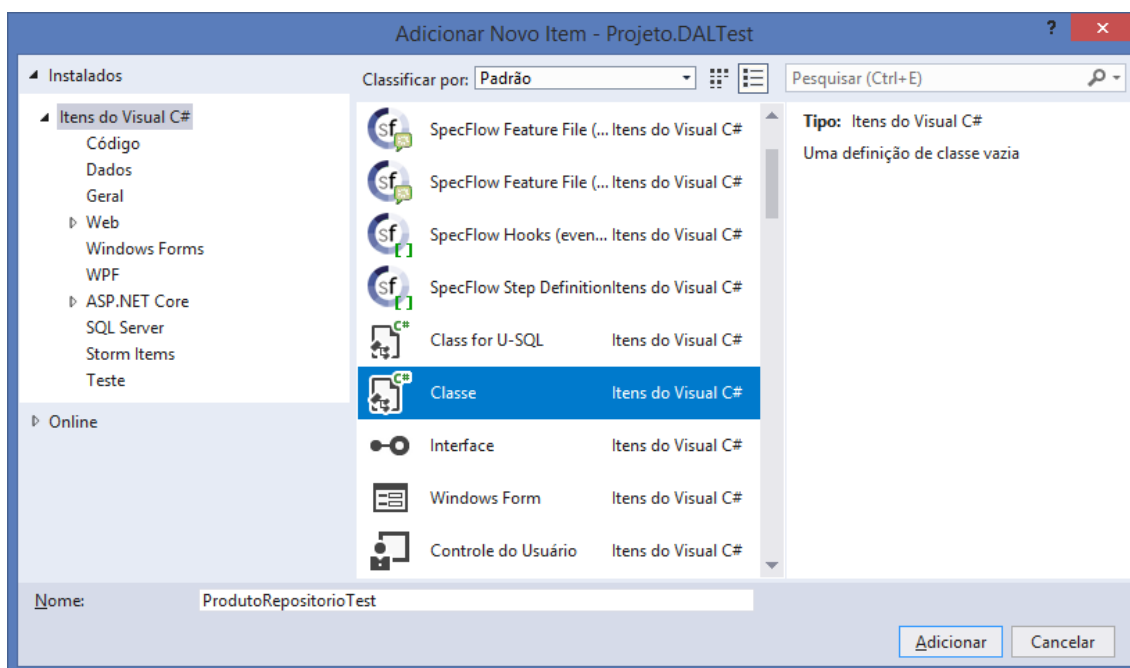 Adicionar Novo Item - Projeto.DALTest
?
×
Instalados
Itens do Visual C#
Código
Dados
Geral
Web
Windows Forms
WPF
ASP.NET Core
SQL Server
Storm Items
Teste
Online
Classificar por: Padrão
SpecFlow Feature File (... Itens do Visual C#
SpecFlow Feature File (... Itens do Visual C#
SpecFlow Hooks (even... Itens do Visual C#
SpecFlow Step Definition Itens do Visual C#
Class for U-SQL Itens do Visual C#
Classe Itens do Visual C#
Interface Itens do Visual C#
Windows Form Itens do Visual C#
Controle do Usuário Itens do Visual C#
Pesquisar (Ctrl+E)
Tipo: Itens do Visual C#
Uma definição de classe vazia
Nome: ProdutoRepositorioTest
Adicionar Cancelar